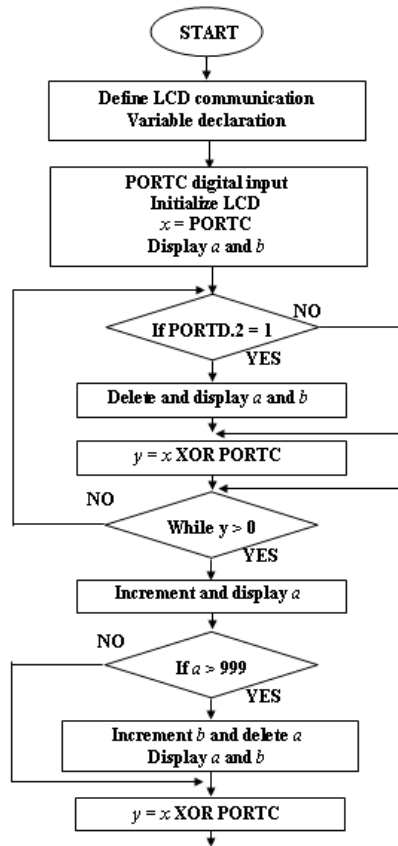 START
Define LCD communication
Variable declaration
PORTC digital input
Initialize LCD
x = PORTC
Display a and b
If PORTD.2 = 1
NO
YES
Delete and display a and b
y = x XOR PORTC
NO
While y > 0
YES
Increment and display a
NO
If a > 999
YES
Increment b and delete a
Display a and b
y = x XOR PORTC